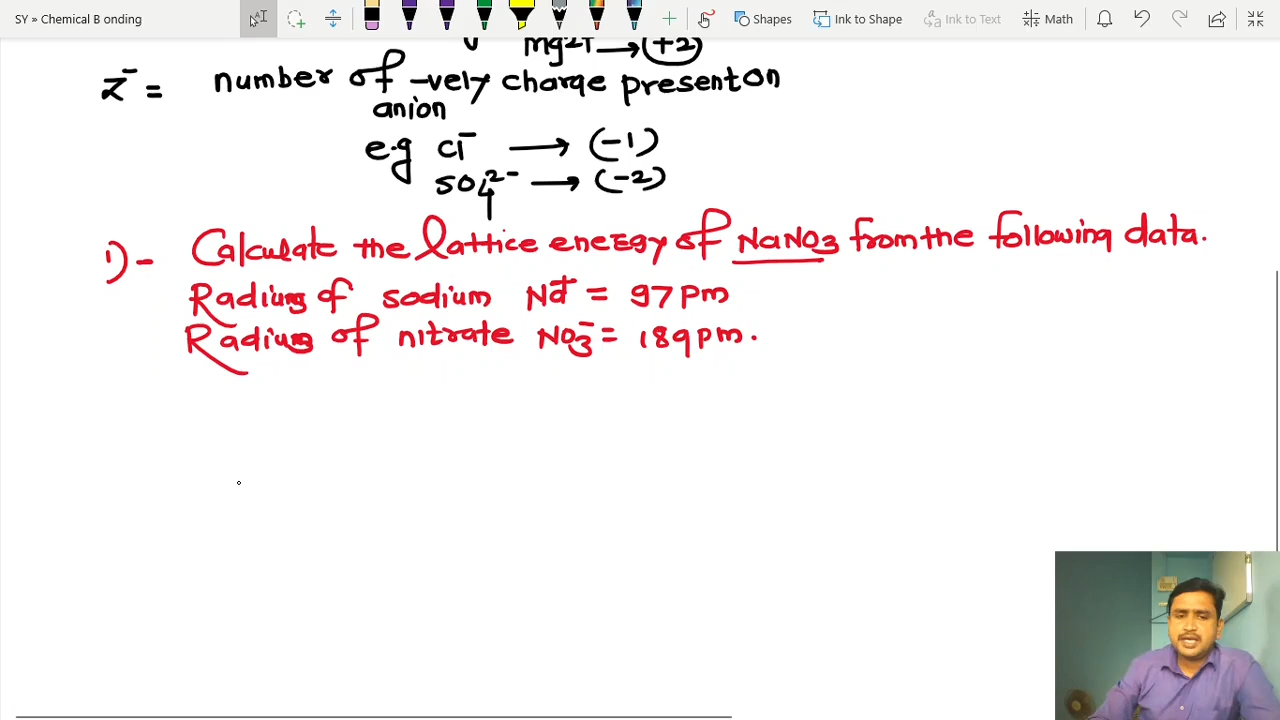 SY » Chemical B onding
Shapes
Ink to Shape
Ink to Text
Math
mg2+ → (+2)
z⁻ = number of -vely charge present on
anion
e.g cl⁻ → (-1)
SO₄²⁻ → (-2)
1) - Calculate the lattice energy of NaNO₃ from the following data.
Radius of sodium Na⁺ = 97 pm
Radius of nitrate NO₃⁻ = 189 pm.